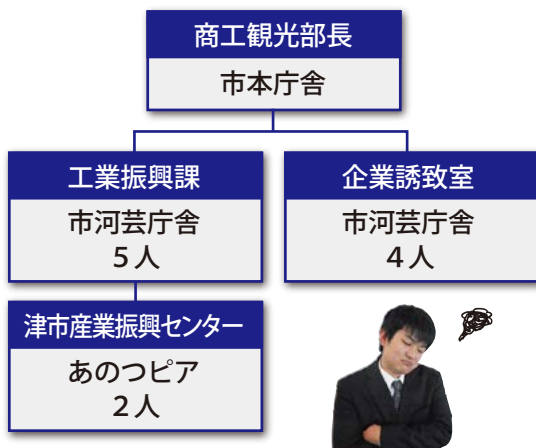 商工観光部長
市本庁舎
工業振興課
市河芸庁舎
5人
企業誘致室
市河芸庁舎
4人
津市産業振興センター
あのつピア
2人